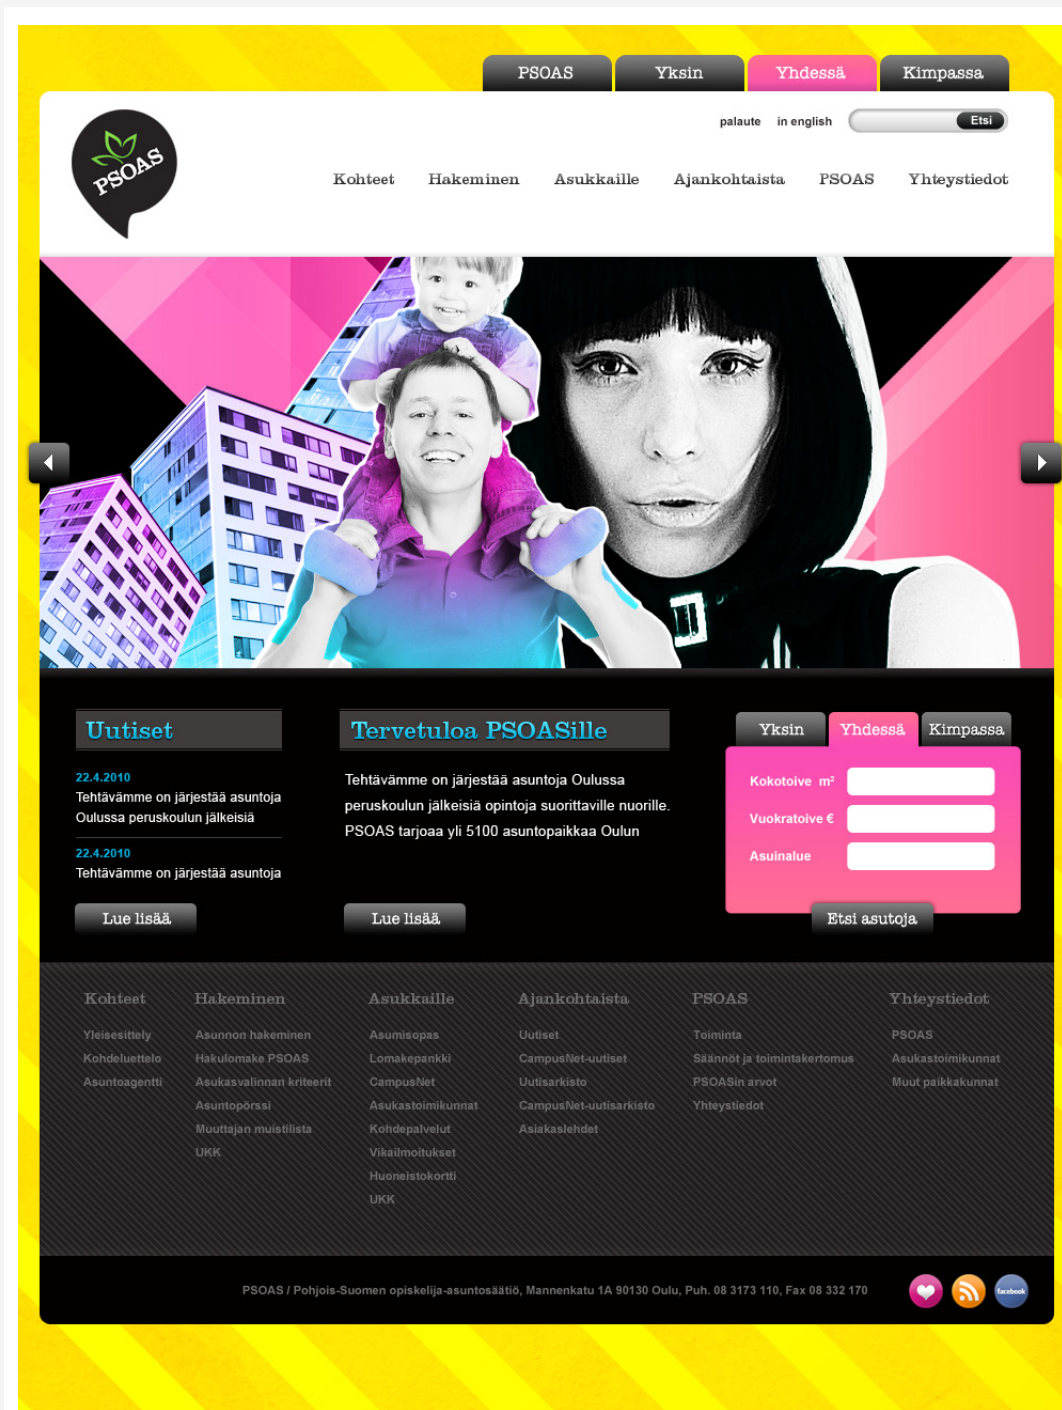 PSOAS Yksin Yhdessä Kimpassa
palaute in english Etsi
PSOAS
Kohteet Hakeminen Asukkaille Ajankohtaista PSOAS Yhteystiedot
Uutiset
22.4.2010
Tehtävämme on järjestää asuntoja
Oulussa peruskoulun jälkeisiä
22.4.2010
Tehtävämme on järjestää asuntoja
Lue lisää
Tervetuloa PSOASille
Tehtävämme on järjestää asuntoja Oulussa
peruskoulun jälkeisiä opintoja suorittaville nuorille.
PSOAS tarjoaa yli 5100 asuntopaikkaa Oulun
Lue lisää
Yksin Yhdessä Kimpassa
Kokotoive m²
Vuokratoive €
Asuinalue
Etsi asutoja
Kohteet
Yleisesittely
Kohdeluettelo
Asuntoagentti
Hakeminen
Asunnon hakeminen
Hakulomake PSOAS
Asukasvalinnan kriteerit
Asuntopörssi
Muuttajan muistilista
UKK
Asukkaille
Asumisopas
Lomakepankki
CampusNet
Asukastoimikunnat
Kohdepalvelut
Vikailmoitukset
Huoneistokortti
UKK
Ajankohtaista
Uutiset
CampusNet-uutiset
Uutisarkisto
CampusNet-uutisarkisto
Asiakaslehdet
PSOAS
Toiminta
Säännöt ja toimintakertomus
PSOASin arvot
Yhteystiedot
Yhteystiedot
PSOAS
Asukastoimikunnat
Muut paikkakunnat
PSOAS / Pohjois-Suomen opiskelija-asuntosäätiö, Mannenkatu 1A 90130 Oulu, Puh. 08 3173 110, Fax 08 332 170
facebook